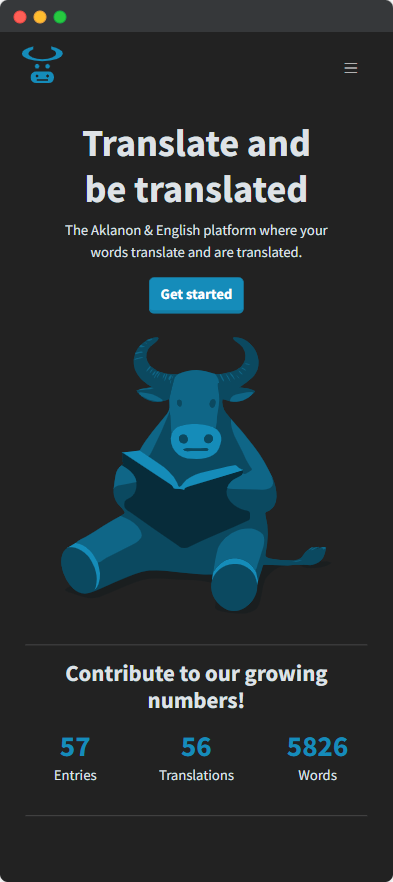 Translate and
be translated
The Aklanon & English platform where your
words translate and are translated.
Get started
Contribute to our growing
numbers!
57 56 5826
Entries Translations Words